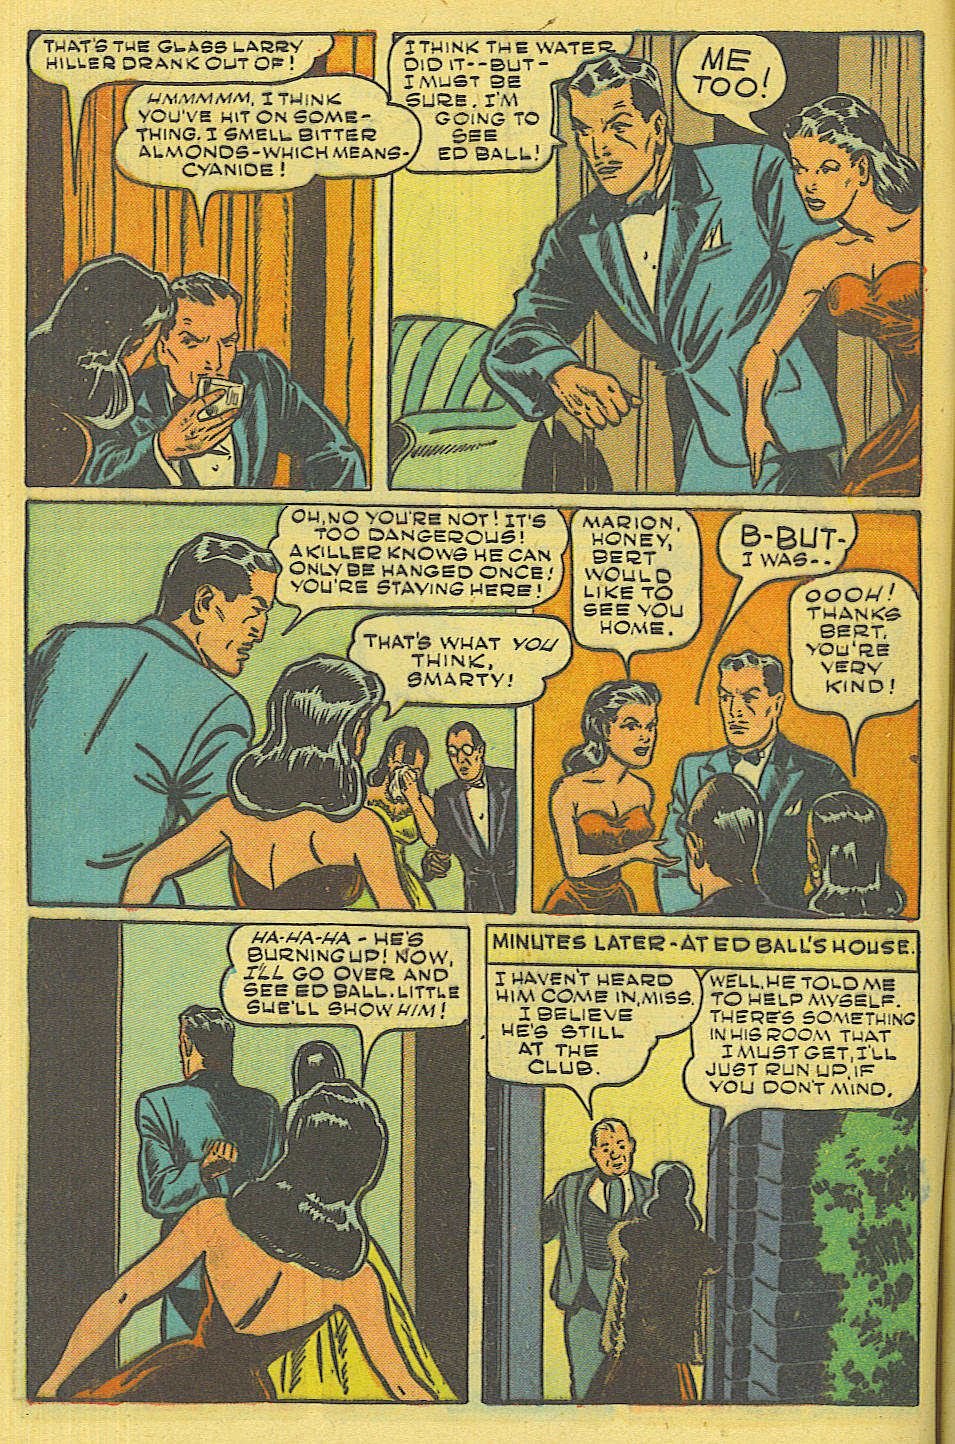 THAT'S THE GLASS LARRY
HILLER DRANK OUT OF!
HMMMMM, I THINK
YOU'VE HIT ON SOME-
THING. I SMELL BITTER
ALMONDS-WHICH MEANS-
CYANIDE!
I THINK THE WATER
DID IT--BUT-
I MUST BE
SURE. I'M
GOING TO
SEE
ED BALL!
ME
TOO!
OH, NO YOU'RE NOT! IT'S
TOO DANGEROUS!
A KILLER KNOWS HE CAN
ONLY BE HANGED ONCE!
YOU'RE STAYING HERE!
THAT'S WHAT YOU
THINK,
SMARTY!
MARION,
HONEY,
BERT
WOULD
LIKE TO
SEE YOU
HOME.
B-BUT-
I WAS--
OOOH!
THANKS
BERT.
YOU'RE
VERY
KIND!
HA-HA-HA - HE'S
BURNING UP! NOW,
I'LL GO OVER AND
SEE ED BALL. LITTLE
SHE'LL SHOW HIM!
MINUTES LATER-AT ED BALL'S HOUSE.
I HAVEN'T HEARD
HIM COME IN, MISS.
I BELIEVE
HE'S STILL
AT THE
CLUB.
WELL, HE TOLD ME
TO HELP MYSELF.
THERE'S SOMETHING
IN HIS ROOM THAT
I MUST GET, I'LL
JUST RUN UP, IF
YOU DON'T MIND.